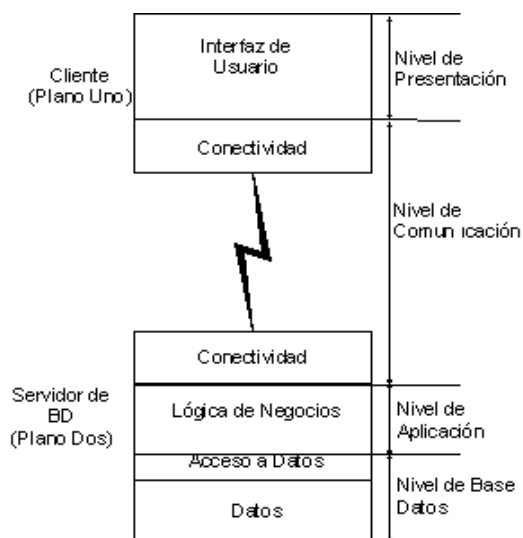 Interfaz de
Usuario
Nivel de
Presentación
Cliente
(Plano Uno)
Conectividad
Nivel de
Comunicación
Conectividad
Servidor de
BD
(Plano Dos)
Lógica de Negocios
Nivel de
Aplicación
Acceso a Datos
Nivel de Base
Datos
Datos